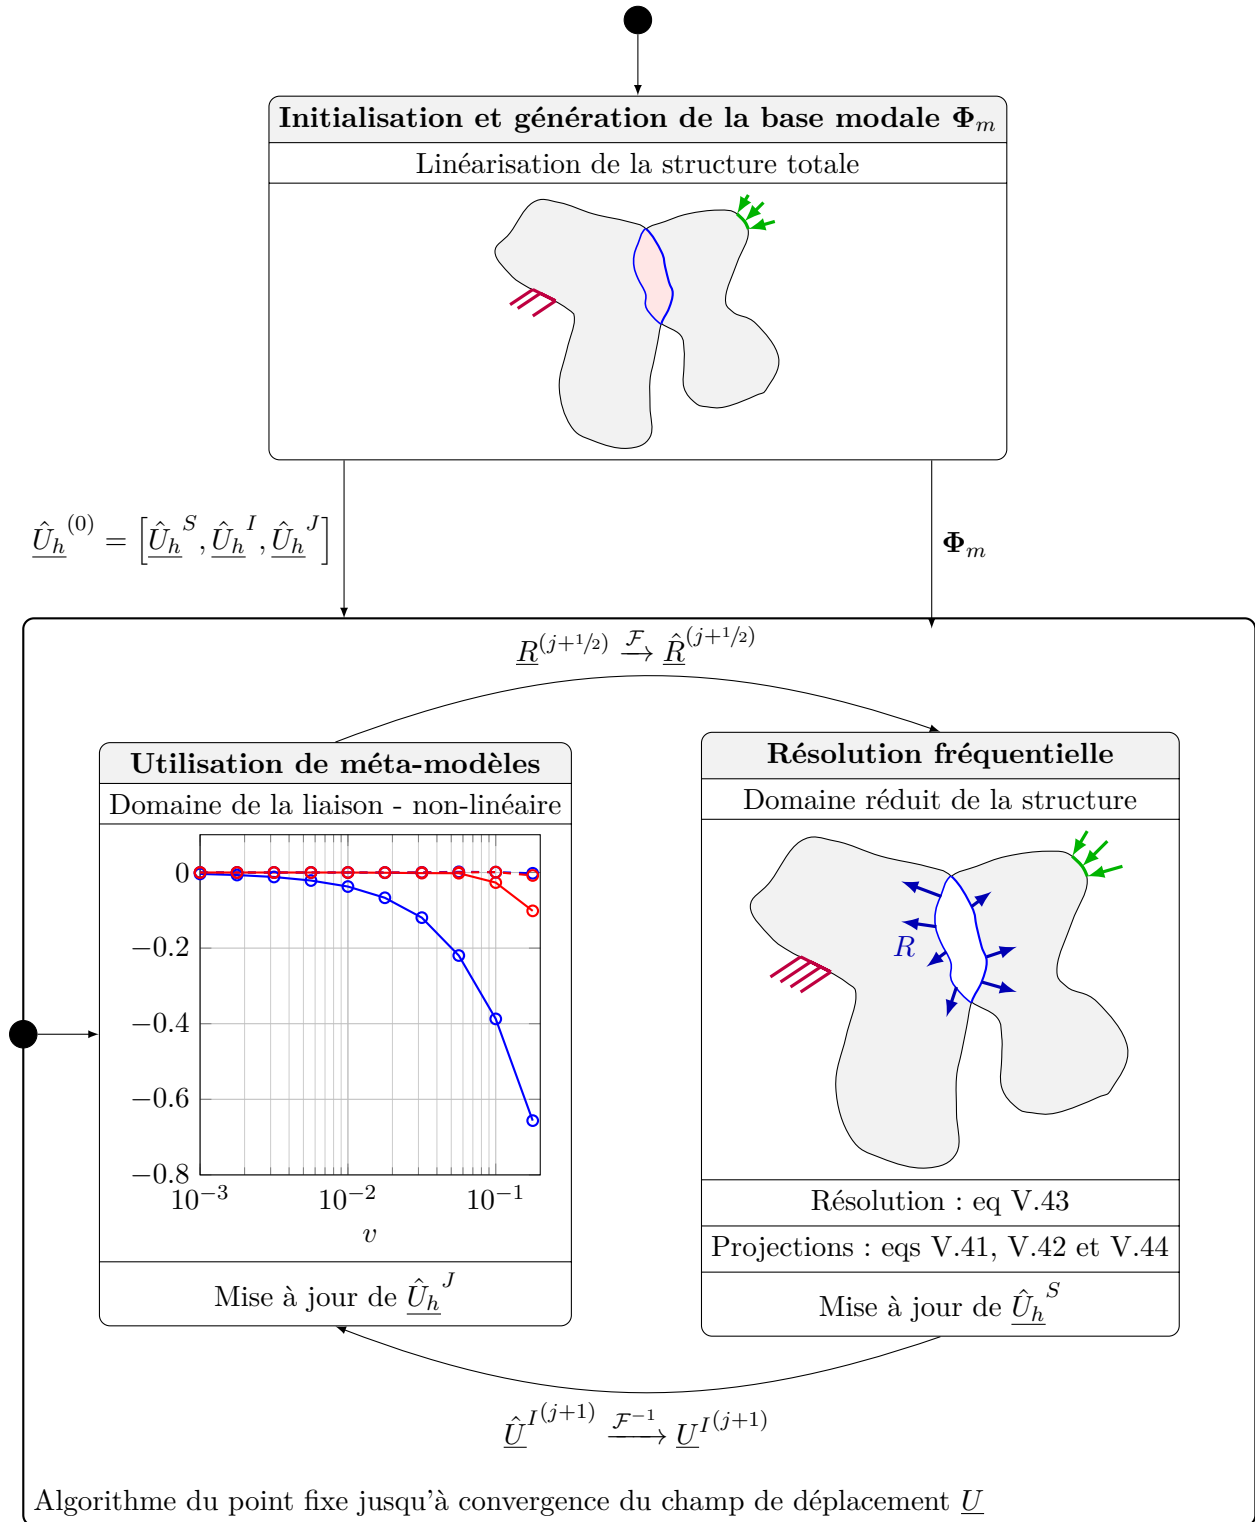 Initialisation et génération de la base modale Φ_m
Linéarisation de la structure totale
Û_h^(0) = [Û_h^S, Û_h^I, Û_h^J]
Φ_m
R^(j+1/2) —F→ R̂^(j+1/2)
Utilisation de méta-modèles
Domaine de la liaison - non-linéaire
0
−0.2
−0.4
−0.6
−0.8
10^−3 10^−2 10^−1
v
Mise à jour de Û_h^J
Résolution fréquentielle
Domaine réduit de la structure
R
Résolution : eq V.43
Projections : eqs V.41, V.42 et V.44
Mise à jour de Û_h^S
Û^I^(j+1) —F^−1→ U^I^(j+1)
Algorithme du point fixe jusqu'à convergence du champ de déplacement U